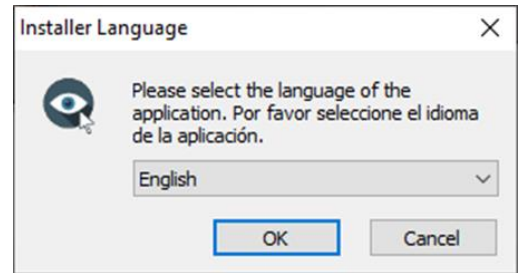 Installer Language
Please select the language of the
application. Por favor seleccione el idioma
de la aplicación.
English
OK
Cancel